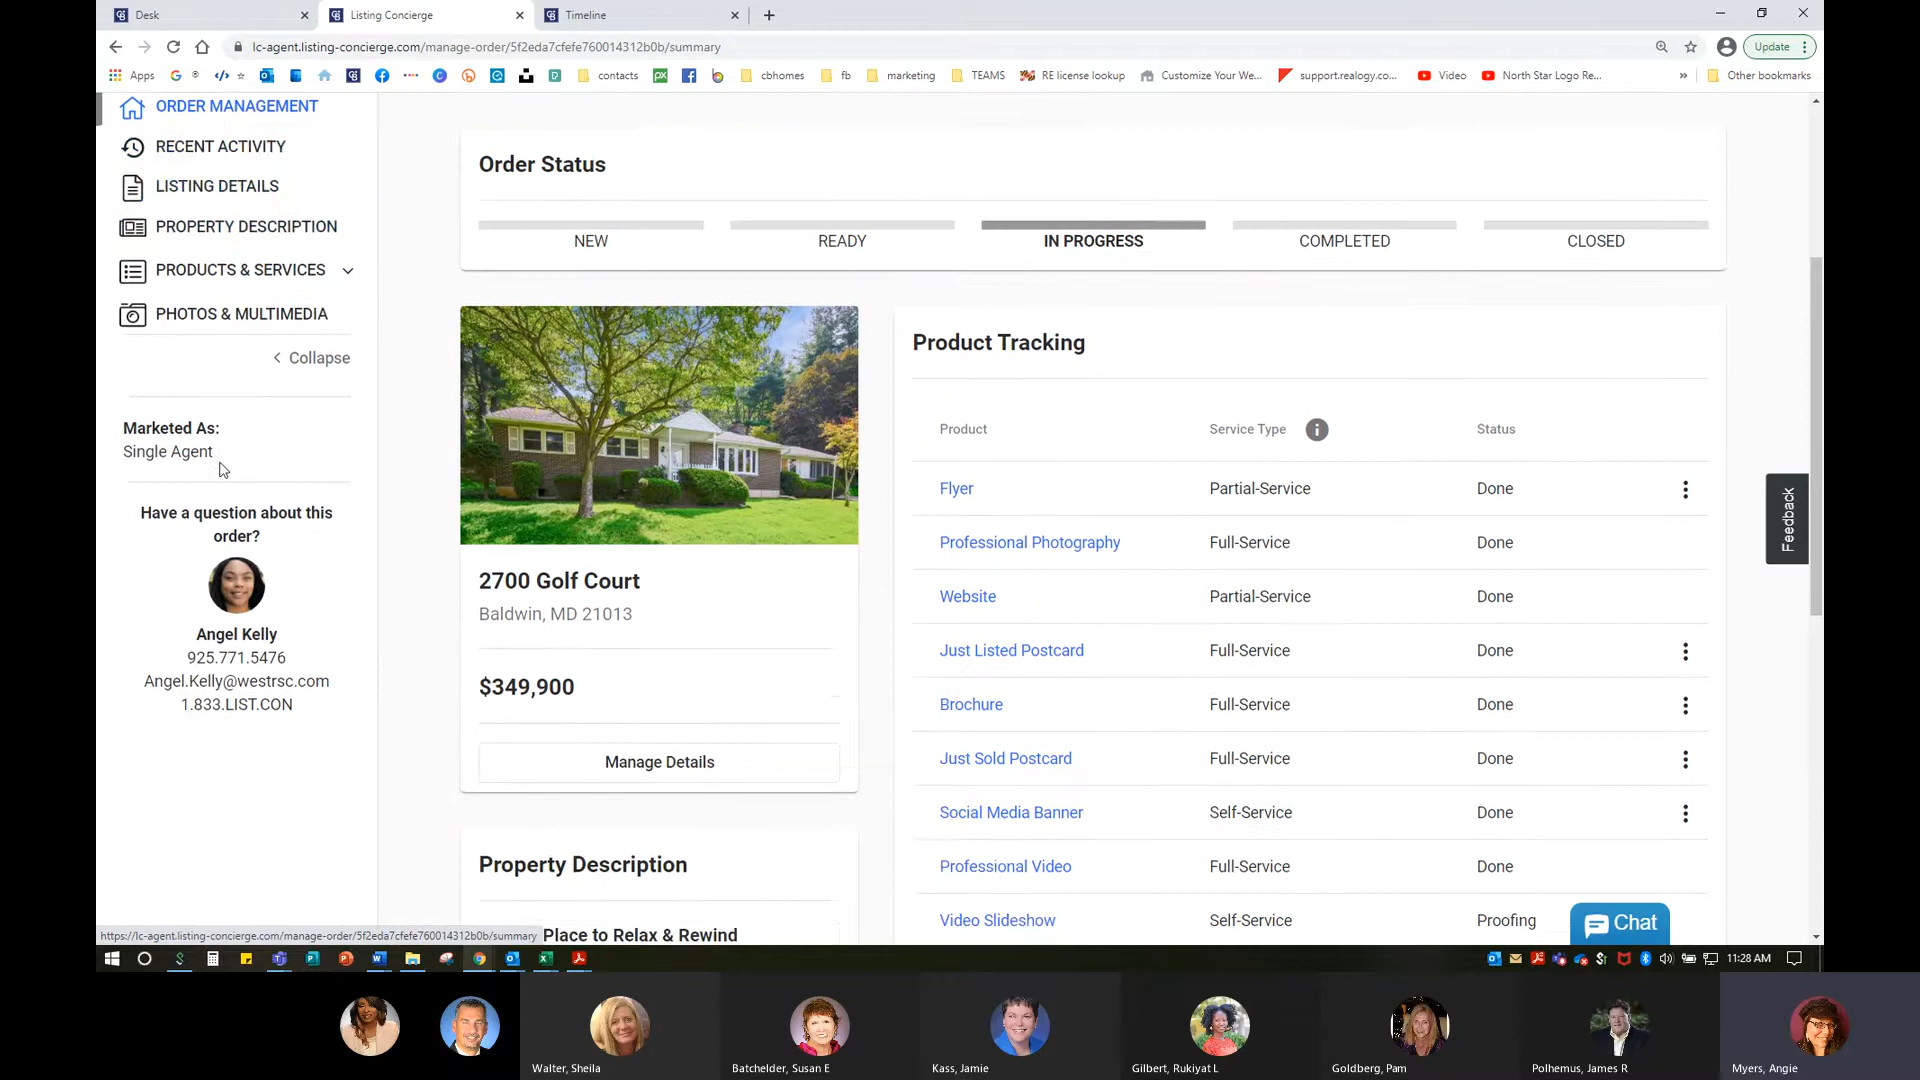 Desk
Listing Concierge
Timeline
lc-agent.listing-concierge.com/manage-order/5f2eda7cfefe760014312b0b/summary
Update
Apps
contacts
cbhomes
fb
marketing
TEAMS
RE license lookup
Customize Your We...
support.realogy.co...
Video
North Star Logo Re...
»
Other bookmarks
ORDER MANAGEMENT
RECENT ACTIVITY
LISTING DETAILS
PROPERTY DESCRIPTION
PRODUCTS & SERVICES
PHOTOS & MULTIMEDIA
Collapse
Marketed As:
Single Agent
Have a question about this
order?
Angel Kelly
925.771.5476
Angel.Kelly@westrsc.com
1.833.LIST.CON
Order Status
NEW
READY
IN PROGRESS
COMPLETED
CLOSED
2700 Golf Court
Baldwin, MD 21013
$349,900
Manage Details
Property Description
Place to Relax & Rewind
Product Tracking
Product Service Type Status
Flyer Partial-Service Done
Professional Photography Full-Service Done
Website Partial-Service Done
Just Listed Postcard Full-Service Done
Brochure Full-Service Done
Just Sold Postcard Full-Service Done
Social Media Banner Self-Service Done
Professional Video Full-Service Done
Video Slideshow Self-Service Proofing
Feedback
Chat
https://lc-agent.listing-concierge.com/manage-order/5f2eda7cfefe760014312b0b/summary
11:28 AM
Walter, Sheila
Batchelder, Susan E
Kass, Jamie
Gilbert, Rukiyat L
Goldberg, Pam
Polhemus, James R
Myers, Angie